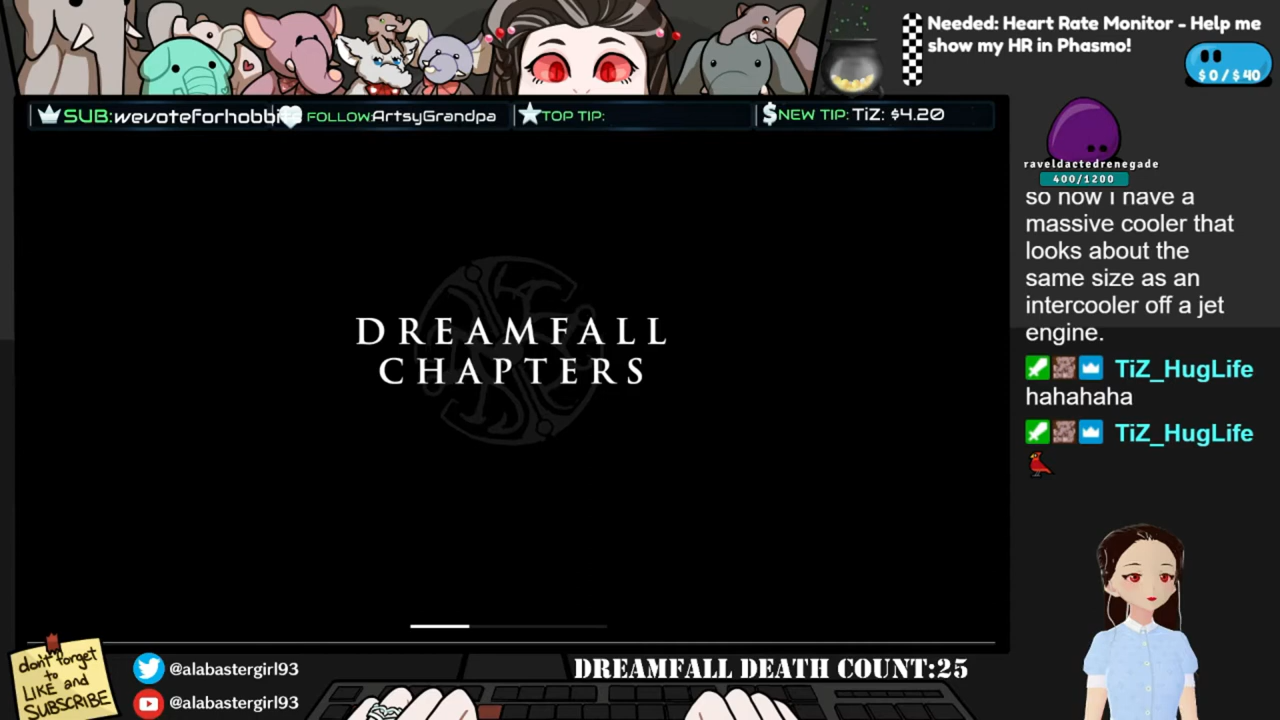 Needed: Heart Rate Monitor - Help me
show my HR in Phasmo!
$ 0 / $ 40
SUB:wevoteforhobbi
FOLLOW:ArtsyGrandpa
TOP TIP:
NEW TIP: TiZ: $4.20
raveldactedrenegade
400/1200
so now I have a
massive cooler that
looks about the
same size as an
intercooler off a jet
engine.
TiZ_HugLife
hahahaha
TiZ_HugLife
DREAMFALL
CHAPTERS
don't forget
to
LIKE and
SUBSCRIBE
@alabastergirl93
@alabastergirl93
DREAMFALL DEATH COUNT:25